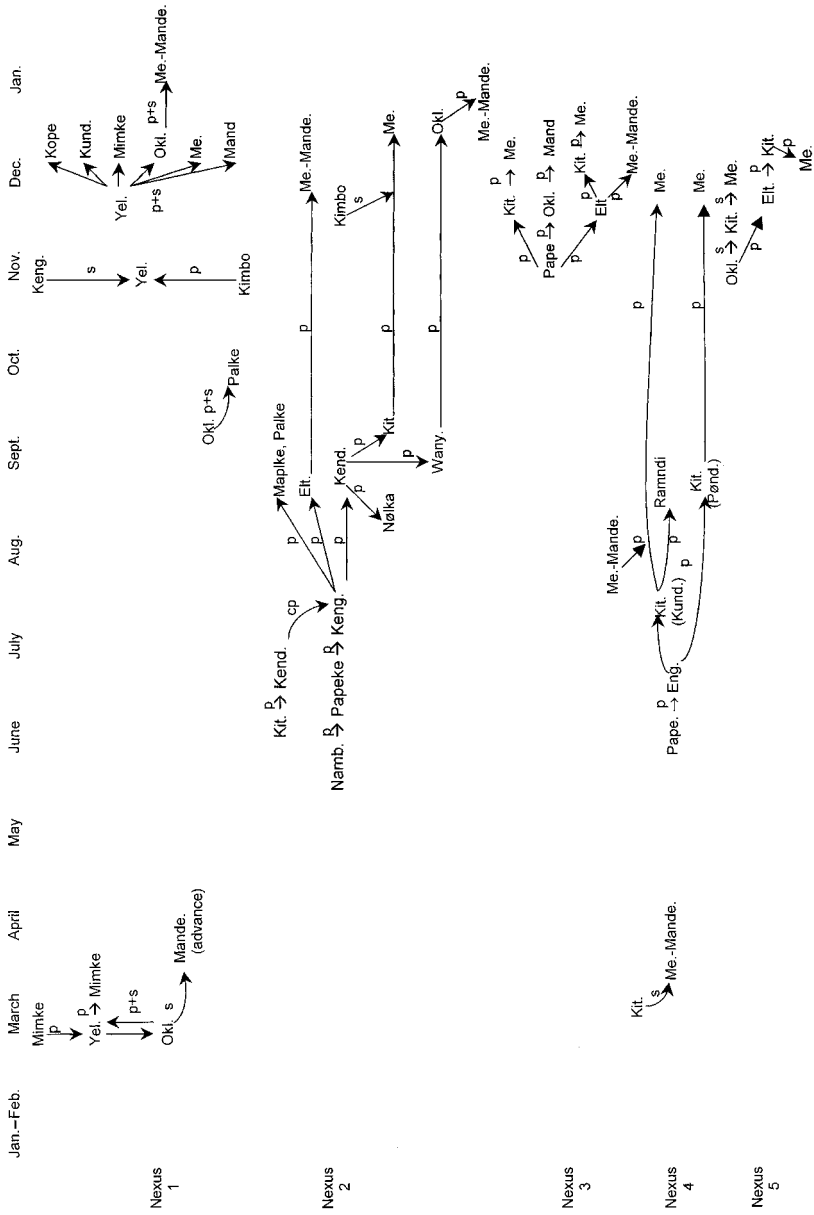 Jan.–Feb. March April May June July Aug. Sept. Oct. Nov. Dec. Jan.
Nexus
1
Mimke
p
Yel. p Mimke
p+s
Okl. s
Mande.
(advance)
Okl. p+s
Palke
Keng.
s
Yel.
p
Kimbo
Kope
Kund.
Yel. Mimke
Okl. p+s Me.-Mande.
p+s
Me.
Mand
Nexus
2
Kit. p Kend.
cp
Namb. p Papeke p Keng.
p
p
p
Maplke, Palke
Elt. p Me.-Mande.
Kend.
p
Nølka
p
Kit. p Me.
Kimbo
s
p
Wany. p Okl.
p
Me.-Mande.
Nexus
3
p Kit. p Me.
Pape p Okl. p Mand
p Elt p Kit. p Me.
p Me.-Mande.
Nexus
4
Kit.
s
Me.-Mande.
Pape. p Eng.
Me.-Mande.
p
Kit.
(Kund.)
p Me.
p Ramndi
p
Kit.
(Pønd.)
p Me.
Nexus
5
Okl. s Kit. s Me.
p Elt. p Kit.
p
Me.